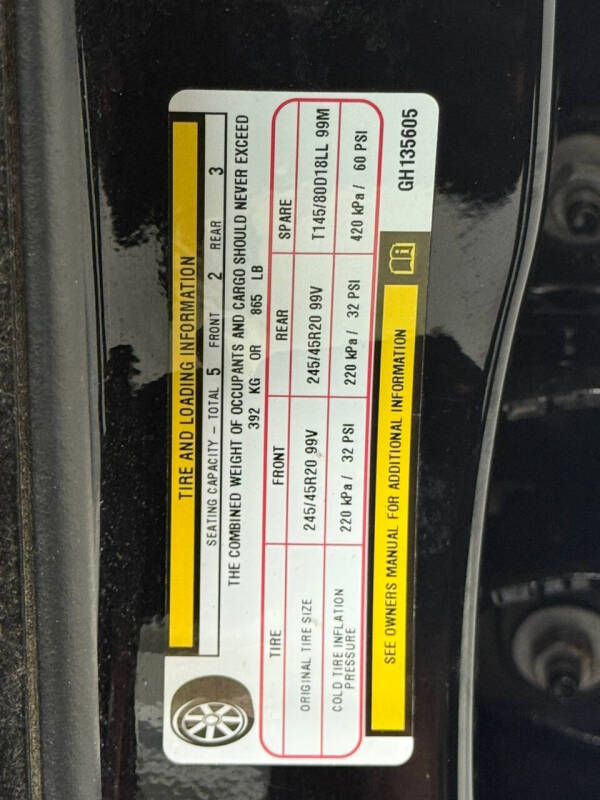 TIRE AND LOADING INFORMATION
SEATING CAPACITY – TOTAL 5 FRONT 2 REAR 3
THE COMBINED WEIGHT OF OCCUPANTS AND CARGO SHOULD NEVER EXCEED
392 KG OR 865 LB
TIRE FRONT REAR SPARE
ORIGINAL TIRE SIZE 245/45R20 99V 245/45R20 99V T145/80D18LL 99M
COLD TIRE INFLATION PRESSURE 220 kPa / 32 PSI 220 kPa / 32 PSI 420 kPa / 60 PSI
SEE OWNERS MANUAL FOR ADDITIONAL INFORMATION
GH135605